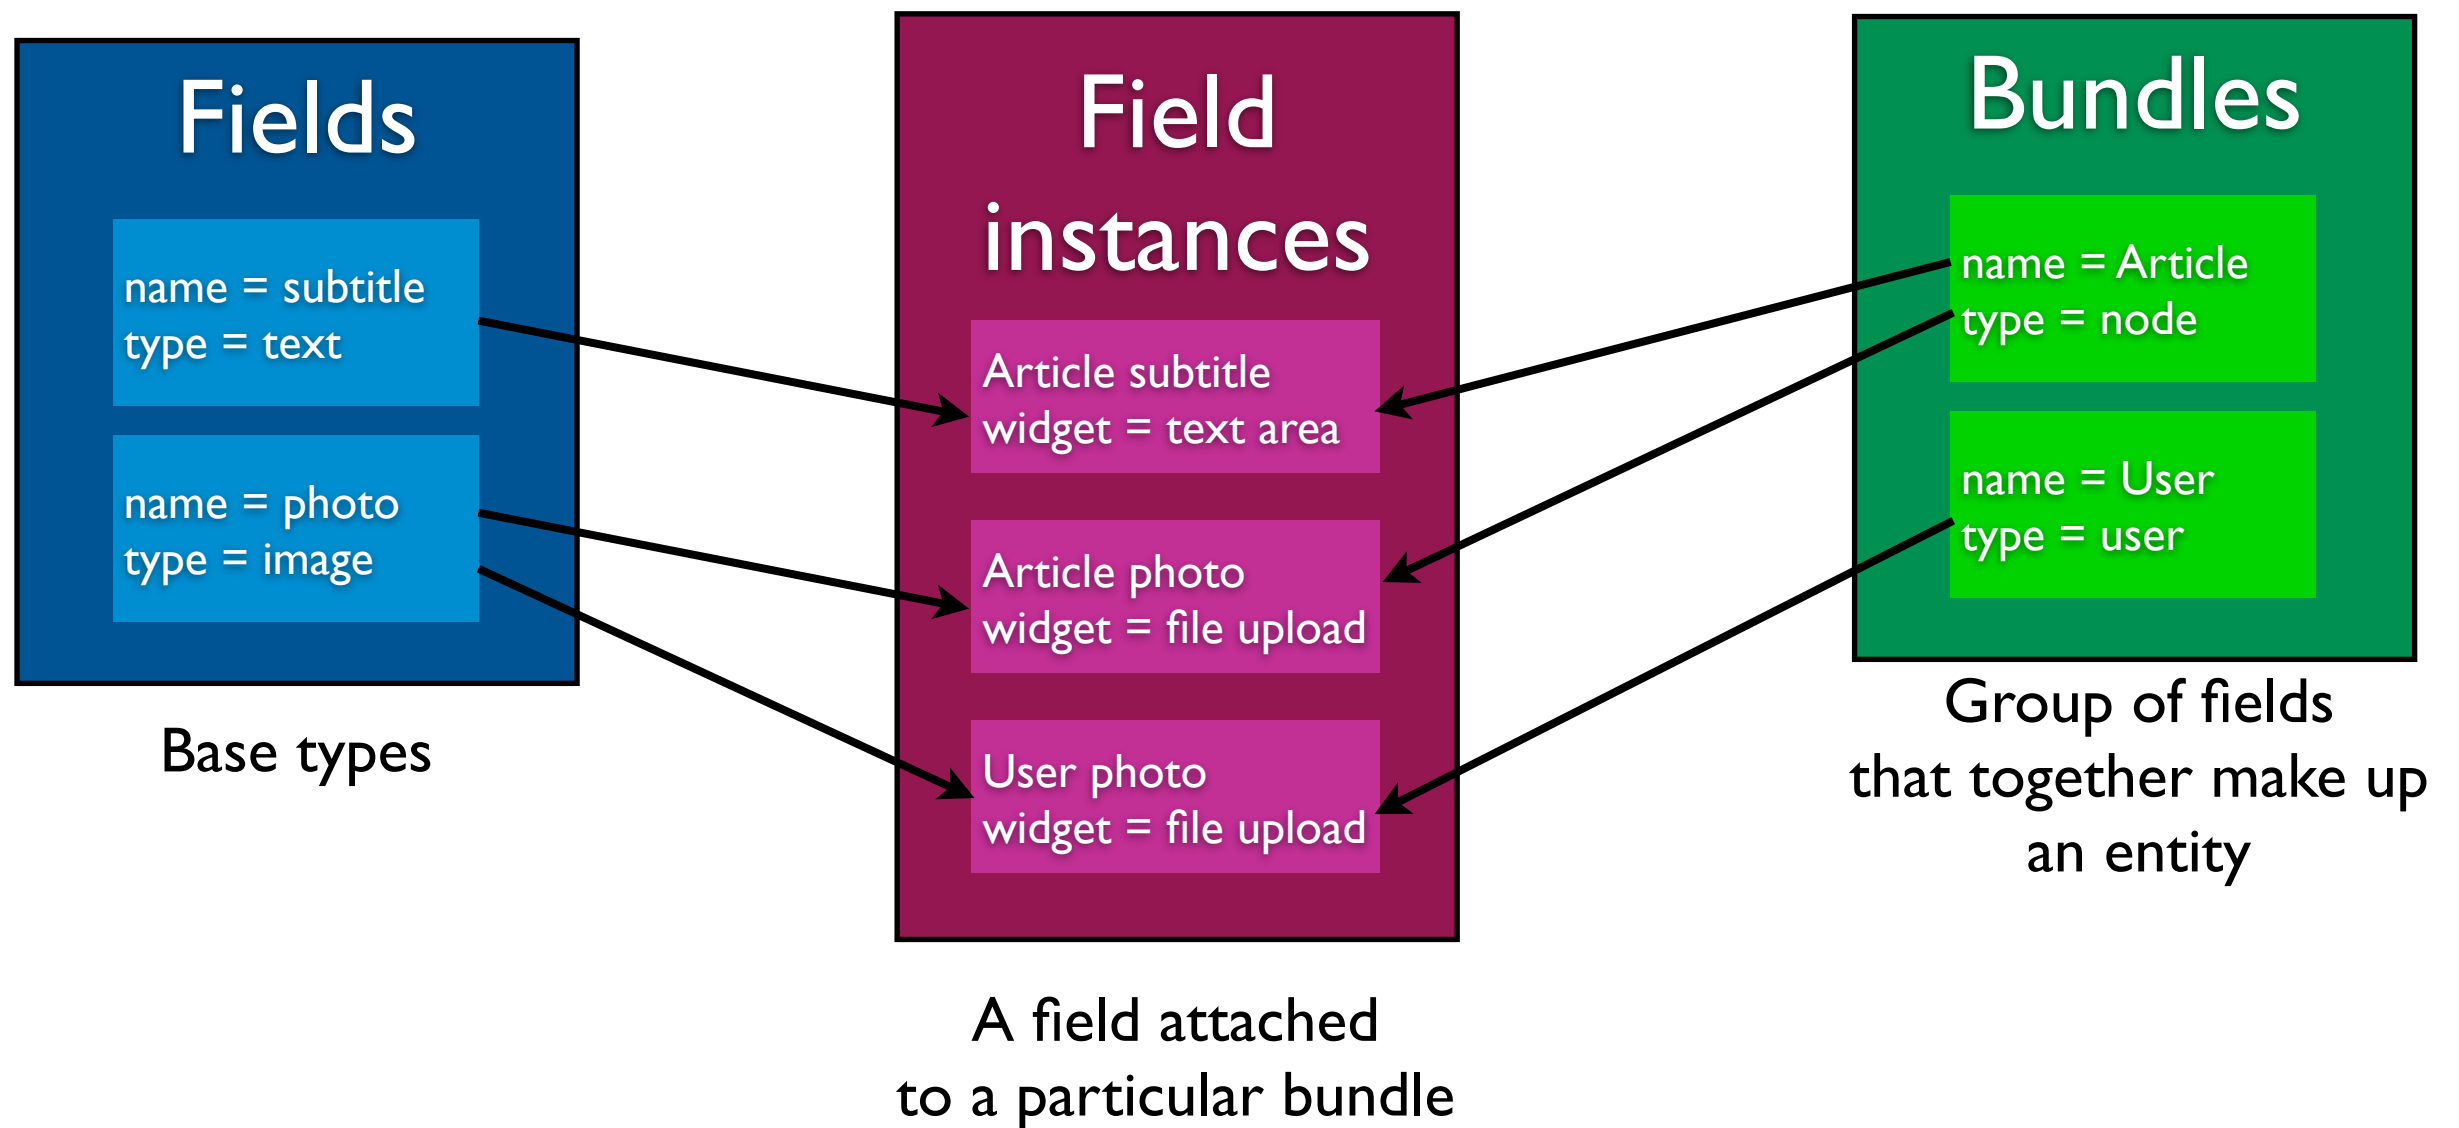 Fields
name = subtitle
type = text
name = photo
type = image
Base types
Field
instances
Article subtitle
widget = text area
Article photo
widget = file upload
User photo
widget = file upload
A field attached
to a particular bundle
Bundles
name = Article
type = node
name = User
type = user
Group of fields
that together make up
an entity